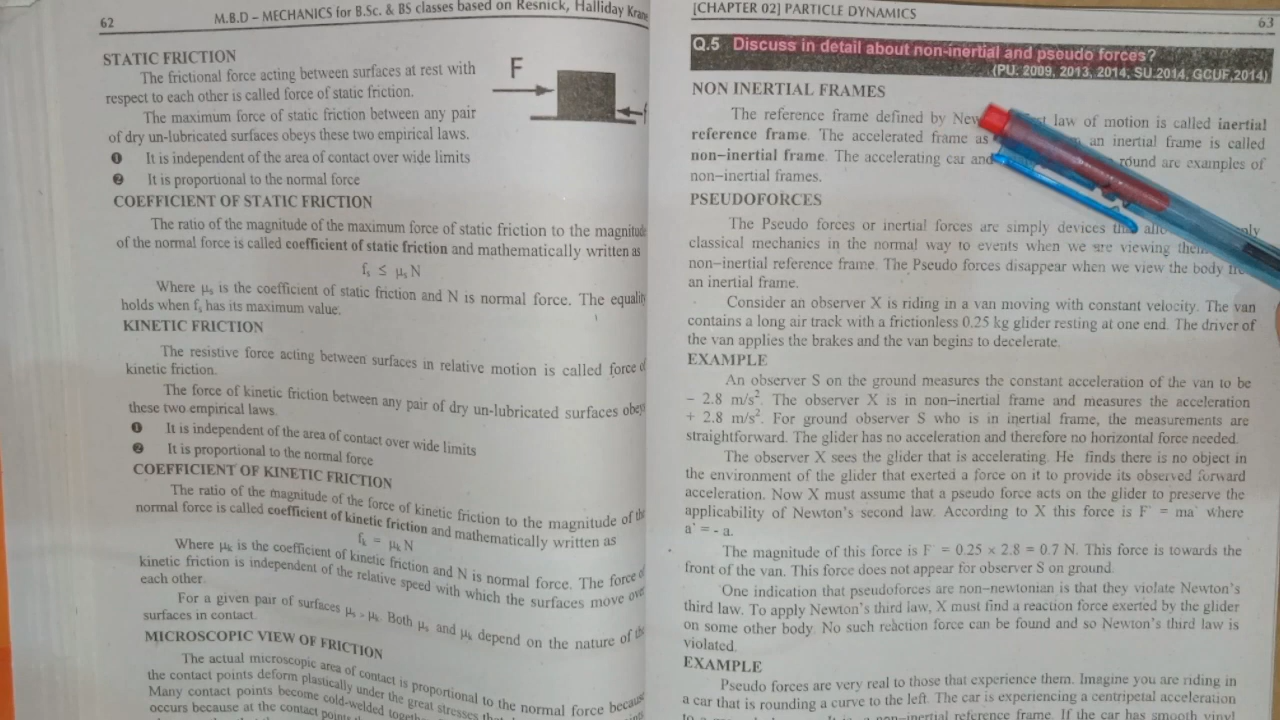 62
M.B.D – MECHANICS for B.Sc. & BS classes based on Resnick, Halliday Krane
STATIC FRICTION
The frictional force acting between surfaces at rest with
respect to each other is called force of static friction.
The maximum force of static friction between any pair
of dry un-lubricated surfaces obeys these two empirical laws.
❶ It is independent of the area of contact over wide limits
❷ It is proportional to the normal force
F
f
COEFFICIENT OF STATIC FRICTION
The ratio of the magnitude of the maximum force of static friction to the magnitude
of the normal force is called coefficient of static friction and mathematically written as
fₛ ≤ μₛ N
Where μₛ is the coefficient of static friction and N is normal force. The equality
holds when fₛ has its maximum value.
KINETIC FRICTION
The resistive force acting between surfaces in relative motion is called force of
kinetic friction.
The force of kinetic friction between any pair of dry un-lubricated surfaces obeys
these two empirical laws.
❶ It is independent of the area of contact over wide limits
❷ It is proportional to the normal force
COEFFICIENT OF KINETIC FRICTION
The ratio of the magnitude of the force of kinetic friction to the magnitude of the
normal force is called coefficient of kinetic friction and mathematically written as
fₖ = μₖ N
Where μₖ is the coefficient of kinetic friction and N is normal force. The force of
kinetic friction is independent of the relative speed with which the surfaces move over
each other.
For a given pair of surfaces μₛ > μₖ. Both μₛ and μₖ depend on the nature of the
surfaces in contact.
MICROSCOPIC VIEW OF FRICTION
The actual microscopic area of contact is proportional to the normal force because
the contact points deform plastically under the great stresses that
Many contact points become cold-welded together
occurs because at the contact points
[CHAPTER 02] PARTICLE DYNAMICS
63
Q.5 Discuss in detail about non-inertial and pseudo forces?
(PU. 2009, 2013, 2014, SU.2014, GCUF,2014)
NON INERTIAL FRAMES
The reference frame defined by law of motion is called inertial
reference frame. The accelerated frame as an inertial frame is called
non–inertial frame. The accelerating car and round are examples of
non–inertial frames.
PSEUDOFORCES
The Pseudo forces or inertial forces are simply devices
classical mechanics in the normal way to events when we are viewing
non–inertial reference frame. The Pseudo forces disappear when we view the body
an inertial frame.
Consider an observer X is riding in a van moving with constant velocity. The van
contains a long air track with a frictionless 0.25 kg glider resting at one end. The driver of
the van applies the brakes and the van begins to decelerate.
EXAMPLE
An observer S on the ground measures the constant acceleration of the van to be
– 2.8 m/s². The observer X is in non–inertial frame and measures the acceleration
+ 2.8 m/s². For ground observer S who is in inertial frame, the measurements are
straightforward. The glider has no acceleration and therefore no horizontal force needed.
The observer X sees the glider that is accelerating. He finds there is no object in
the environment of the glider that exerted a force on it to provide its observed forward
acceleration. Now X must assume that a pseudo force acts on the glider to preserve the
applicability of Newton's second law. According to X this force is F' = ma' where
a' = - a.
The magnitude of this force is F' = 0.25 × 2.8 = 0.7 N. This force is towards the
front of the van. This force does not appear for observer S on ground.
One indication that pseudoforces are non–newtonian is that they violate Newton's
third law. To apply Newton's third law, X must find a reaction force exerted by the glider
on some other body. No such reaction force can be found and so Newton's third law is
violated.
EXAMPLE
Pseudo forces are very real to those that experience them. Imagine you are riding in
a car that is rounding a curve to the left. The car is experiencing a centripetal acceleration
non-inertial reference frame. If the car has smooth vinyl